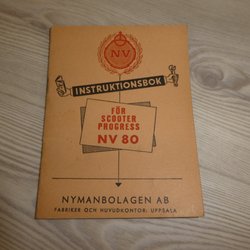 NV
INSTRUKTIONSBOK
FÖR
SCOOTER
PROGRESS
NV 80
NYMANBOLAGEN AB
FABRIKER OCH HUVUDKONTOR: UPPSALA